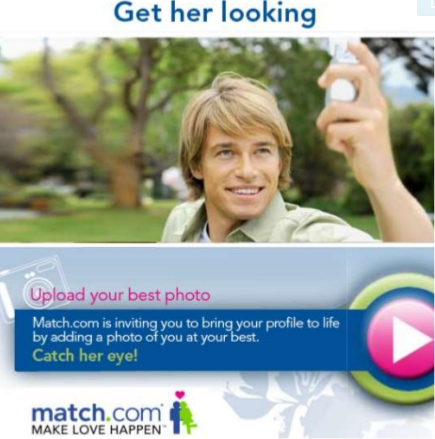 Get her looking
Upload your best photo
Match.com is inviting you to bring your profile to life
by adding a photo of you at your best.
Catch her eye!
match.com
MAKE LOVE HAPPEN™